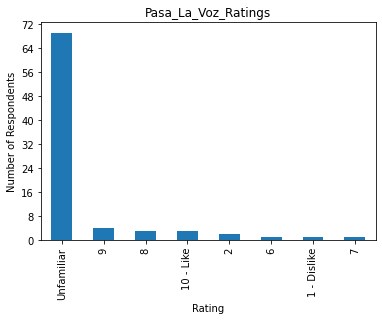 Pasa_La_Voz_Ratings
Number of Respondents
72
64
56
48
40
32
24
16
8
0
Unfamiliar
9
8
10 - Like
2
6
1 - Dislike
7
Rating